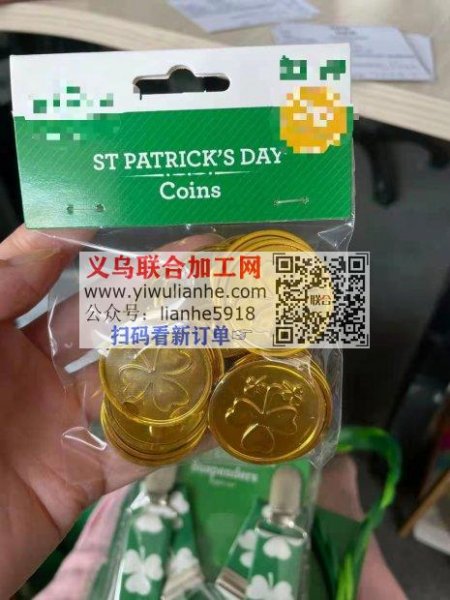 ST PATRICK'S DAY
Coins
义乌联合加工网
www.yiwulianhe.com
公众号：lianhe5918
扫码看新订单☞
联合
Suspenders